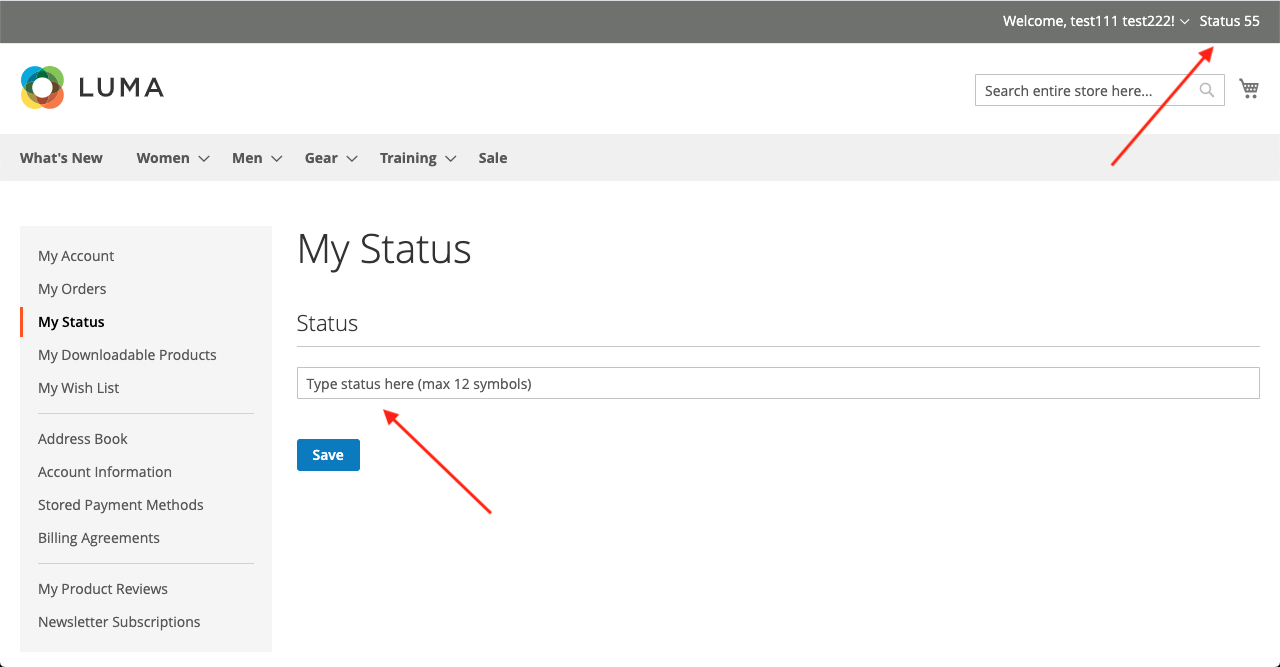 Welcome, test111 test222! Status 55
LUMA
Search entire store here...
What's New Women Men Gear Training Sale
My Account
My Orders
My Status
My Downloadable Products
My Wish List
Address Book
Account Information
Stored Payment Methods
Billing Agreements
My Product Reviews
Newsletter Subscriptions
My Status
Status
Type status here (max 12 symbols)
Save